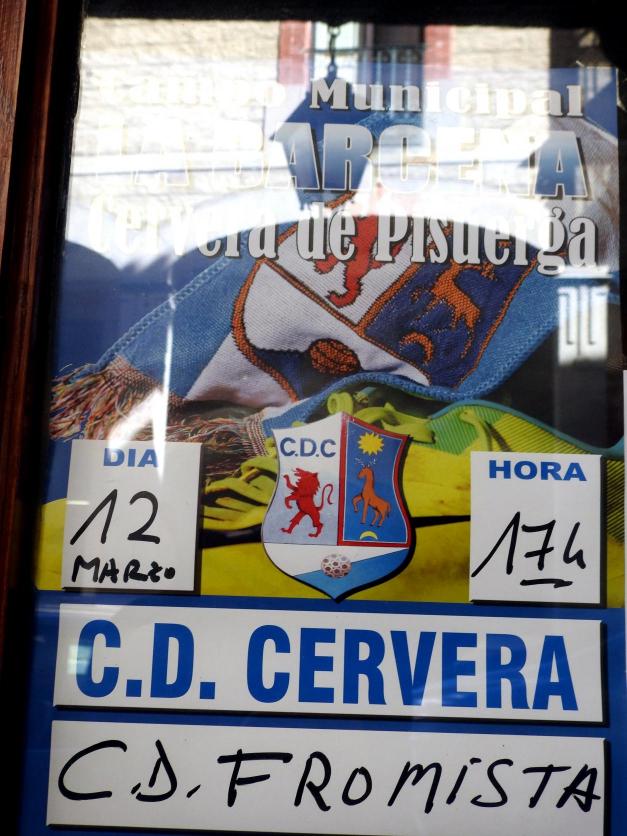 Campo Municipal
LA BARCENA
Cervera de Pisuerga
C.D.C
DIA
12
MARZO
HORA
17h
C.D. CERVERA
C.D. FROMISTA